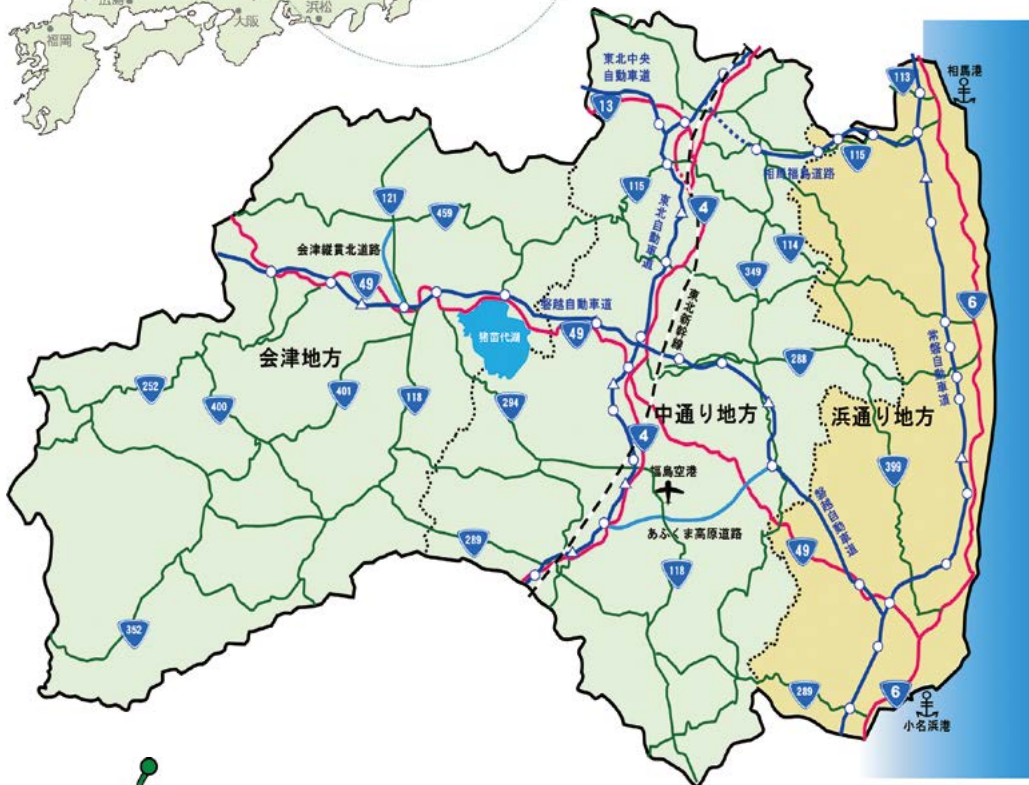 広島
大阪
浜松
福岡
東北中央
自動車道
13
113
相馬港
115
相馬福島道路
115
4
121
459
東北自動車道
114
349
会津縦貫北道路
49
磐越自動車道
東北新幹線
6
猪苗代湖
49
会津地方
288
常磐自動車道
252
400
401
118
294
中通り地方
浜通り地方
4
福島空港
399
あぶくま高原道路
磐越自動車道
289
118
49
352
289
6
小名浜港